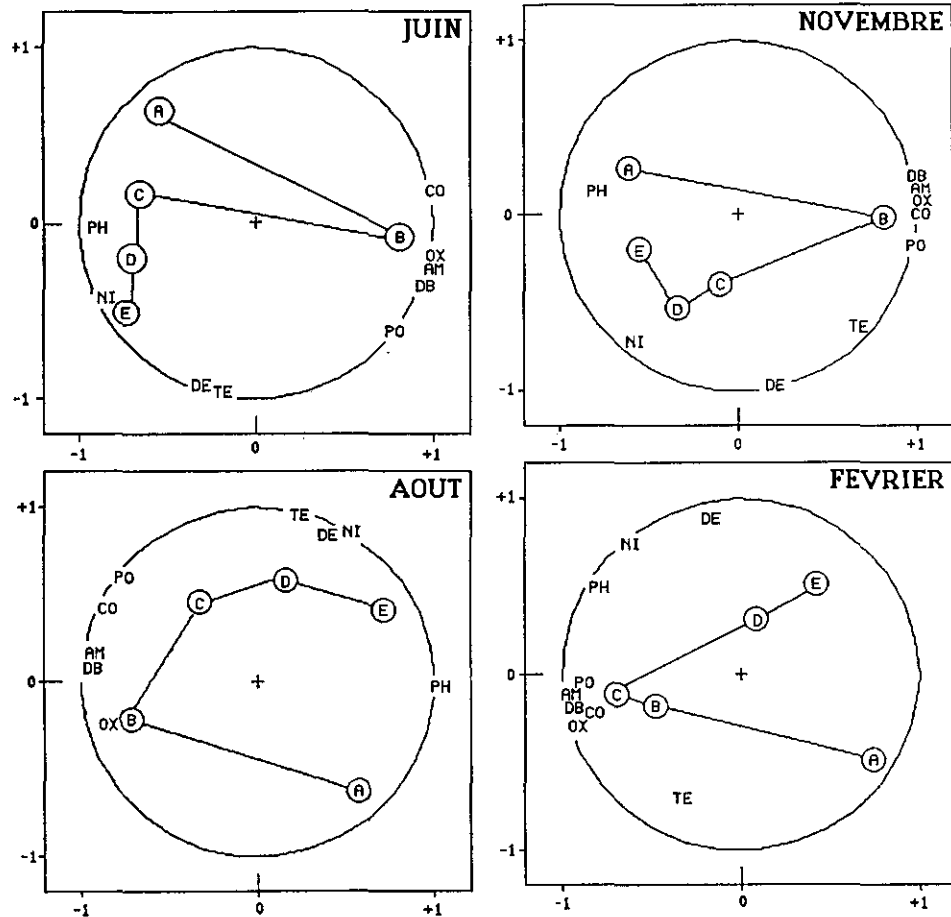 JUIN
+1
A
C
CO
0
PH
B
D
OX
AM
NI
DB
E
PO
DE
TE
-1
-1
0
+1
NOVEMBRE
+1
A
DB
PH
AM
OX
0
B
CO
E
PO
C
D
TE
NI
DE
-1
-1
0
+1
AOUT
+1
TE
DE
NI
PO
D
CO
C
E
AM
DB
0
PH
B
OX
A
-1
-1
0
+1
FEVRIER
+1
DE
NI
PH
E
D
0
PO
AM
C
B
DB
CO
OX
A
TE
-1
-1
0
+1